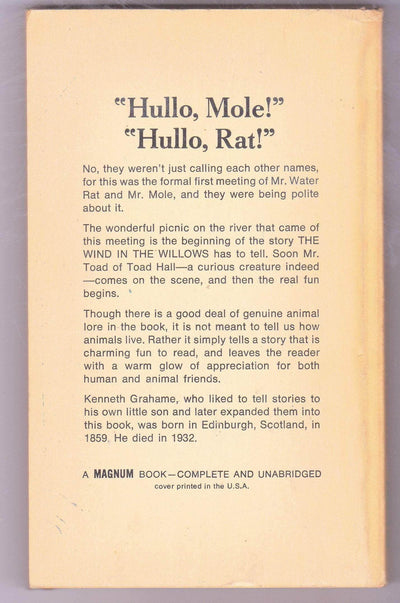 “Hullo, Mole!”
“Hullo, Rat!”
No, they weren't just calling each other names,
for this was the formal first meeting of Mr. Water
Rat and Mr. Mole, and they were being polite
about it.
The wonderful picnic on the river that came of
this meeting is the beginning of the story THE
WIND IN THE WILLOWS has to tell. Soon Mr.
Toad of Toad Hall—a curious creature indeed
—comes on the scene, and then the real fun
begins.
Though there is a good deal of genuine animal
lore in the book, it is not meant to tell us how
animals live. Rather it simply tells a story that is
charming fun to read, and leaves the reader
with a warm glow of appreciation for both
human and animal friends.
Kenneth Grahame, who liked to tell stories to
his own little son and later expanded them into
this book, was born in Edinburgh, Scotland, in
1859. He died in 1932.
A MAGNUM BOOK—COMPLETE AND UNABRIDGED
cover printed in the U.S.A.